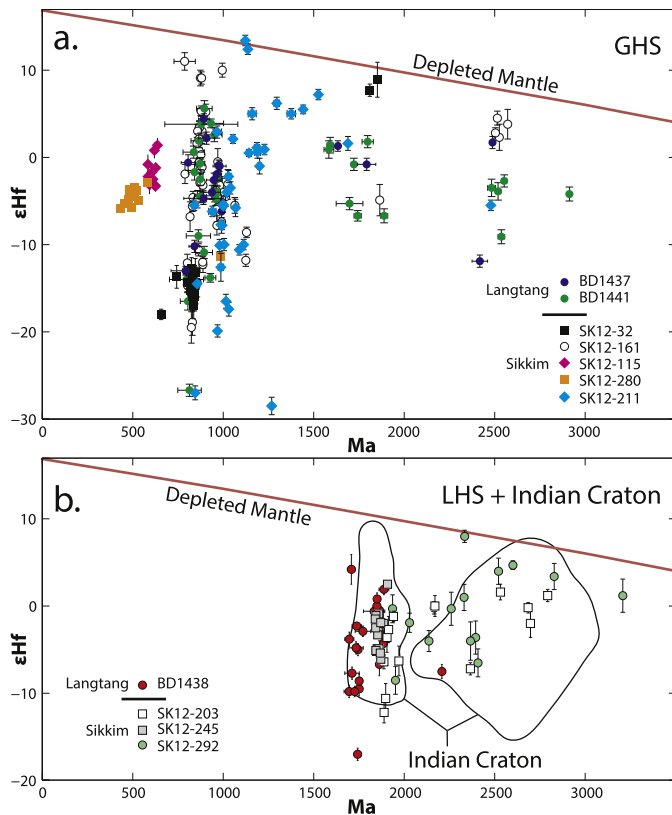 a.
GHS
Depleted Mantle
10
0
−10
−20
−30
εHf
0
500
1000
1500
2000
2500
3000
Ma
Langtang
BD1437
BD1441
Sikkim
SK12-32
SK12-161
SK12-115
SK12-280
SK12-211
b.
LHS + Indian Craton
Depleted Mantle
10
0
−10
−20
εHf
0
500
1000
1500
2000
2500
3000
Ma
Langtang
BD1438
Sikkim
SK12-203
SK12-245
SK12-292
Indian Craton